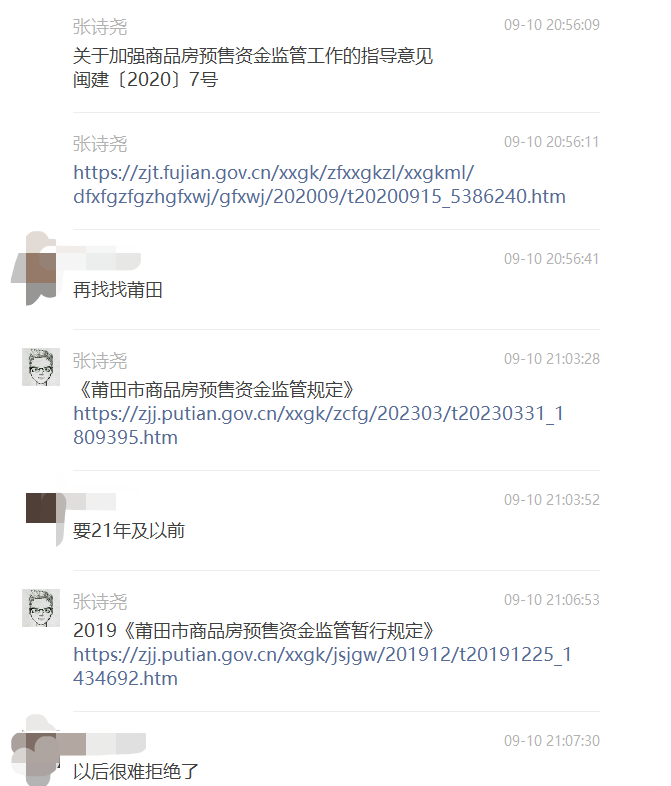 张诗尧
09-10 20:56:09
关于加强商品房预售资金监管工作的指导意见
闽建〔2020〕7号
张诗尧
09-10 20:56:11
https://zjt.fujian.gov.cn/xxgk/zfxxgkzl/xxgkml/
dfxfgzfgzhgfxwj/gfxwj/202009/t20200915_5386240.htm
09-10 20:56:41
再找找莆田
张诗尧
09-10 21:03:28
《莆田市商品房预售资金监管规定》
https://zjj.putian.gov.cn/xxgk/zcfg/202303/t20230331_1
809395.htm
09-10 21:03:52
要21年及以前
张诗尧
09-10 21:06:53
2019《莆田市商品房预售资金监管暂行规定》
https://zjj.putian.gov.cn/xxgk/jsjgw/201912/t20191225_1
434692.htm
09-10 21:07:30
以后很难拒绝了